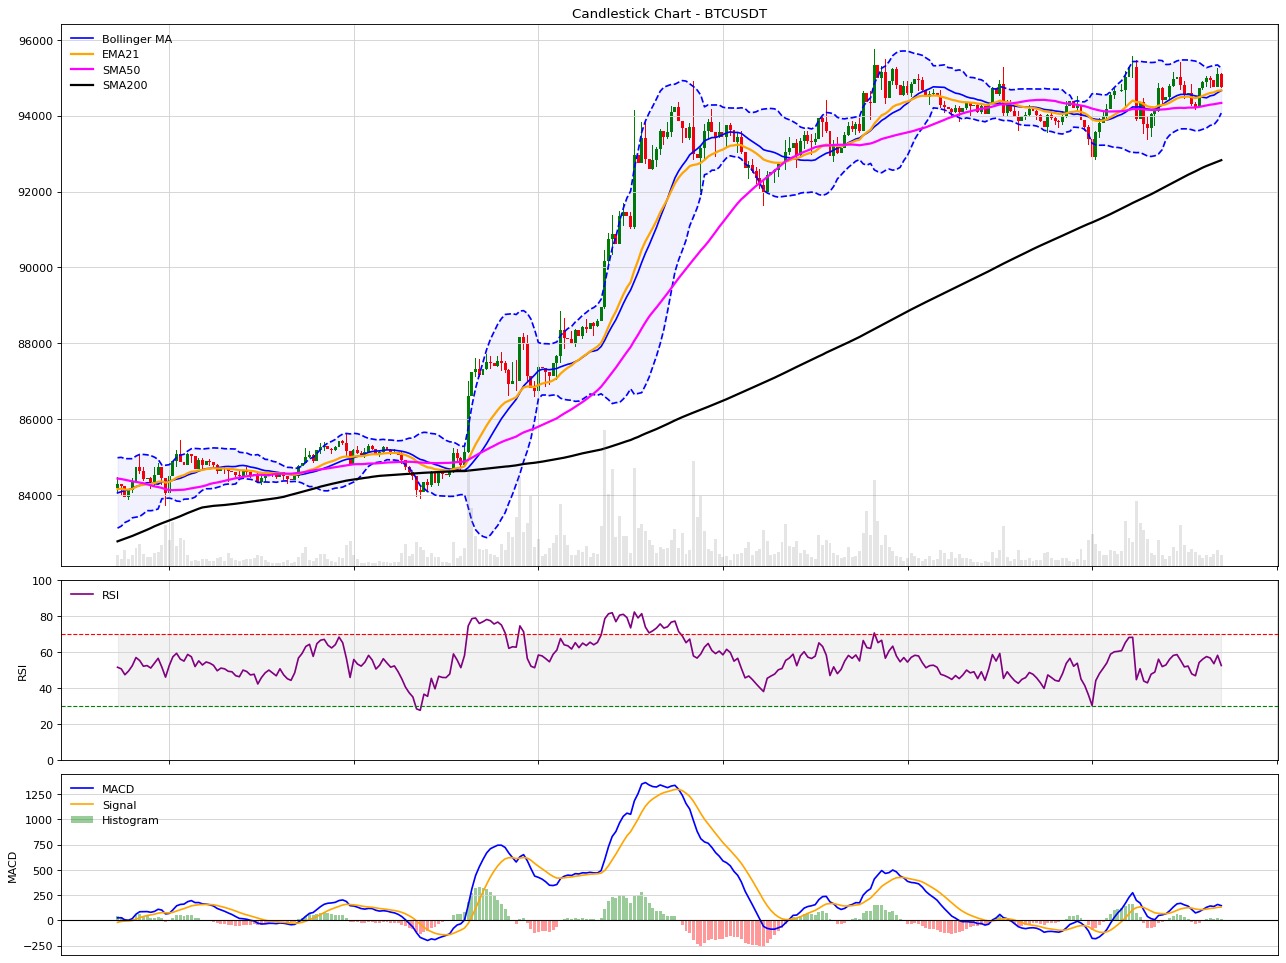 Candlestick Chart - BTCUSDT
96000
94000
92000
90000
88000
86000
84000
Bollinger MA
EMA21
SMA50
SMA200
100
80
60
40
20
0
RSI
RSI
1250
1000
750
500
250
0
−250
MACD
MACD
Signal
Histogram